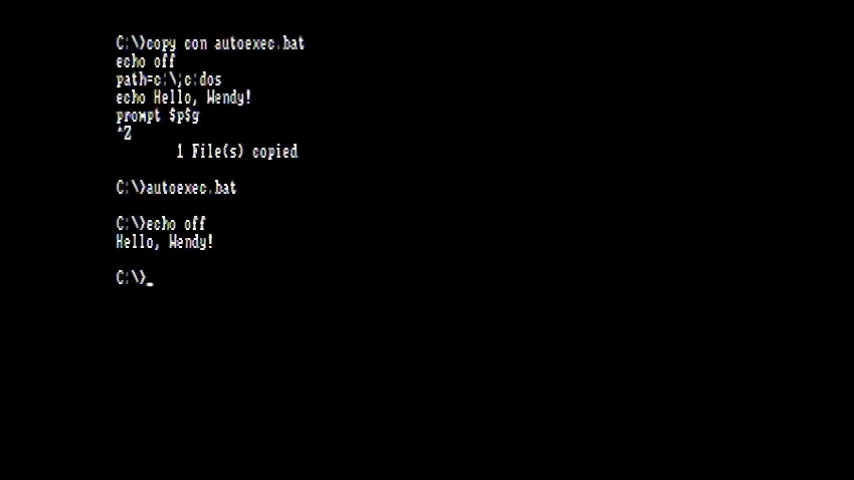 C:\>copy con autoexec.bat
echo off
path=c:\;c:dos
echo Hello, Wendy!
prompt $p$g
^Z
1 File(s) copied
C:\>autoexec.bat
C:\>echo off
Hello, Wendy!
C:\>_